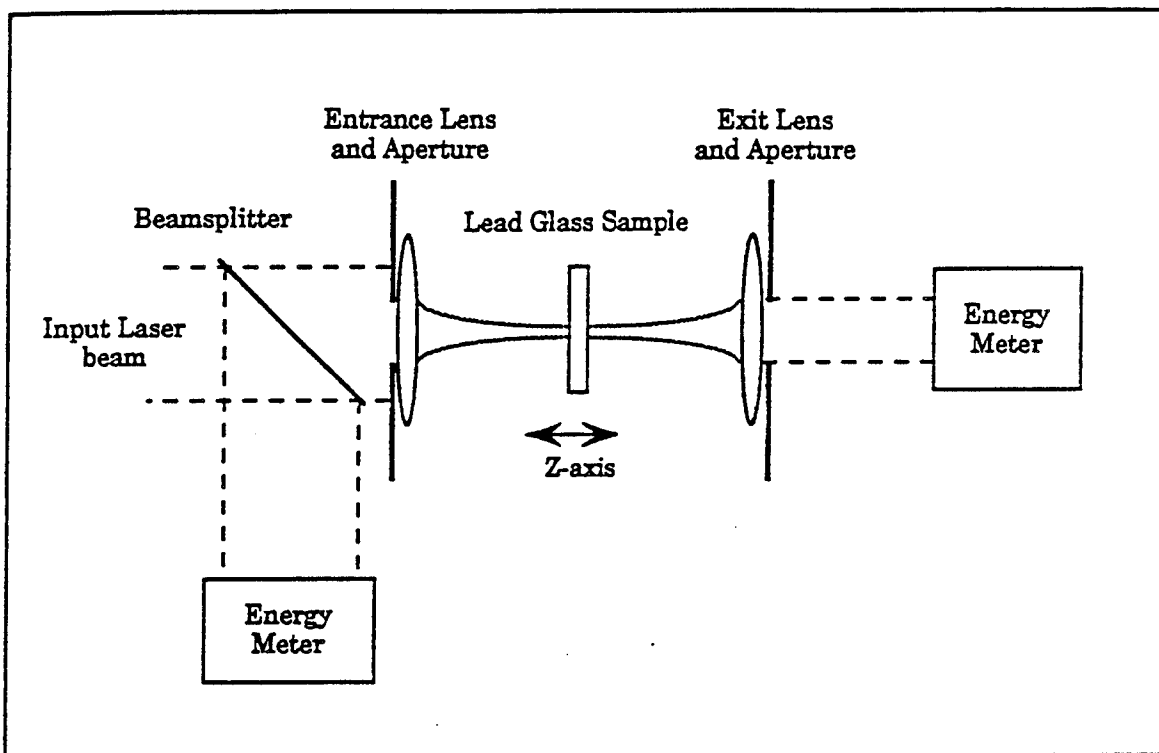 Entrance Lens
and Aperture
Exit Lens
and Aperture
Beamsplitter
Lead Glass Sample
Input Laser
beam
Energy
Meter
Z-axis
Energy
Meter